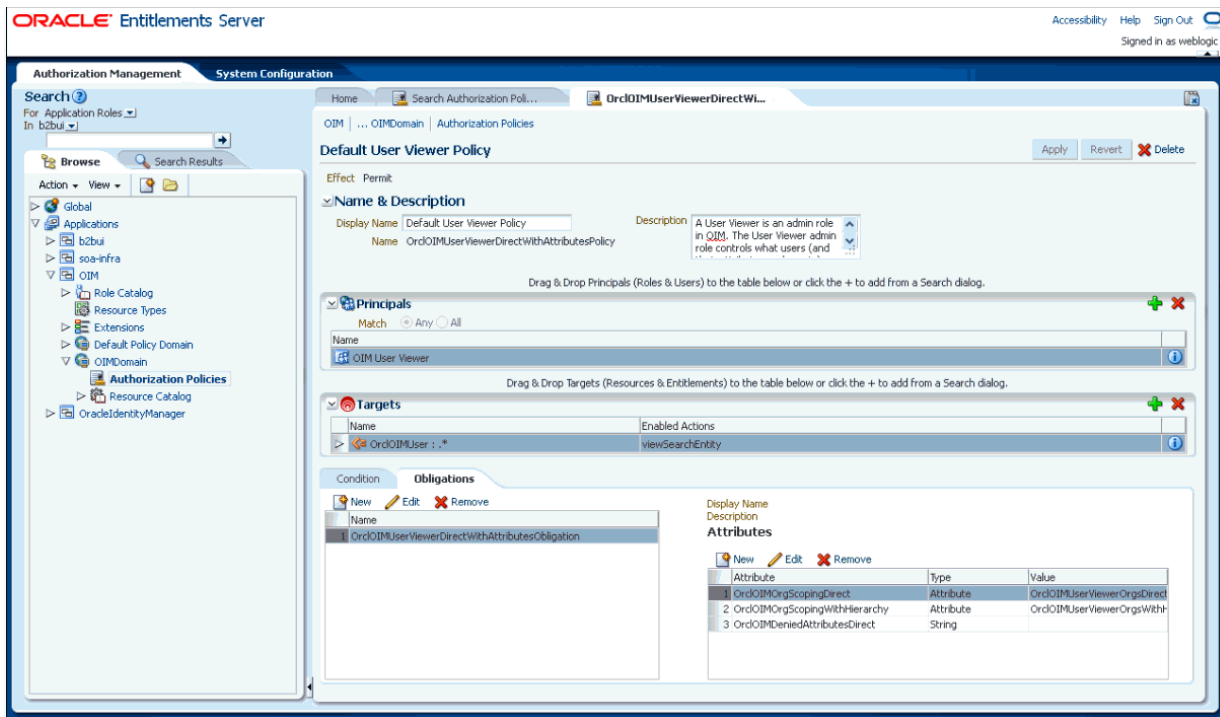 ORACLE Entitlements Server
Accessibility Help Sign Out
Signed in as weblogic
Authorization Management System Configuration
Search
For Application Roles
In b2bui
Browse Search Results
Action View
Global
Applications
b2bui
soa-infra
OIM
Role Catalog
Resource Types
Extensions
Default Policy Domain
OIMDomain
Authorization Policies
Resource Catalog
OracleIdentityManager
Home Search Authorization Poli... OrclOIMUserViewerDirectWi...
OIM | ... OIMDomain | Authorization Policies
Default User Viewer Policy
Apply Revert Delete
Effect Permit
Name & Description
Display Name Default User Viewer Policy
Name OrclOIMUserViewerDirectWithAttributesPolicy
Description A User Viewer is an admin role
in OIM. The User Viewer admin
role controls what users (and
Drag & Drop Principals (Roles & Users) to the table below or click the + to add from a Search dialog.
Principals
Match Any All
Name
OIM User Viewer
Drag & Drop Targets (Resources & Entitlements) to the table below or click the + to add from a Search dialog.
Targets
Name Enabled Actions
OrclOIMUser : .* viewSearchEntity
Condition Obligations
New Edit Remove
Name
1 OrclOIMUserViewerDirectWithAttributesObligation
Display Name
Description
Attributes
New Edit Remove
Attribute Type Value
1 OrclOIMOrgScopingDirect Attribute OrclOIMUserViewerOrgsDirect
2 OrclOIMOrgScopingWithHierarchy Attribute OrclOIMUserViewerOrgsWithH
3 OrclOIMDeniedAttributesDirect String